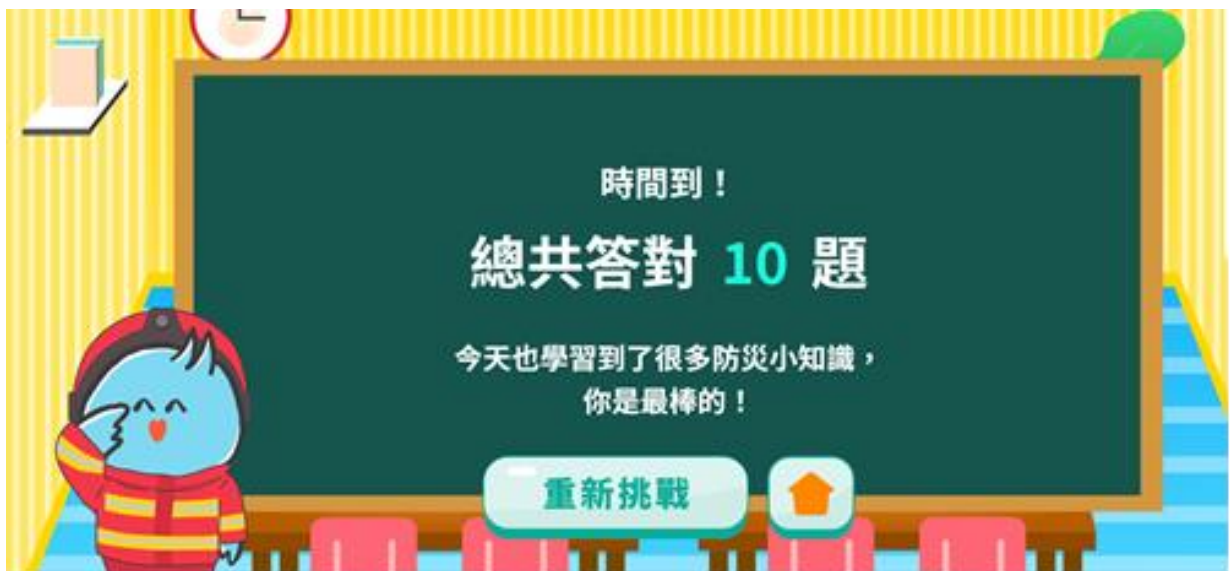 時間到！
總共答對 10 題
今天也學習到了很多防災小知識，
你是最棒的！
重新挑戰